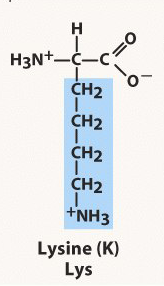 H
H3N+—C—C
O
O−
CH2
CH2
CH2
CH2
+NH3
Lysine (K)
Lys